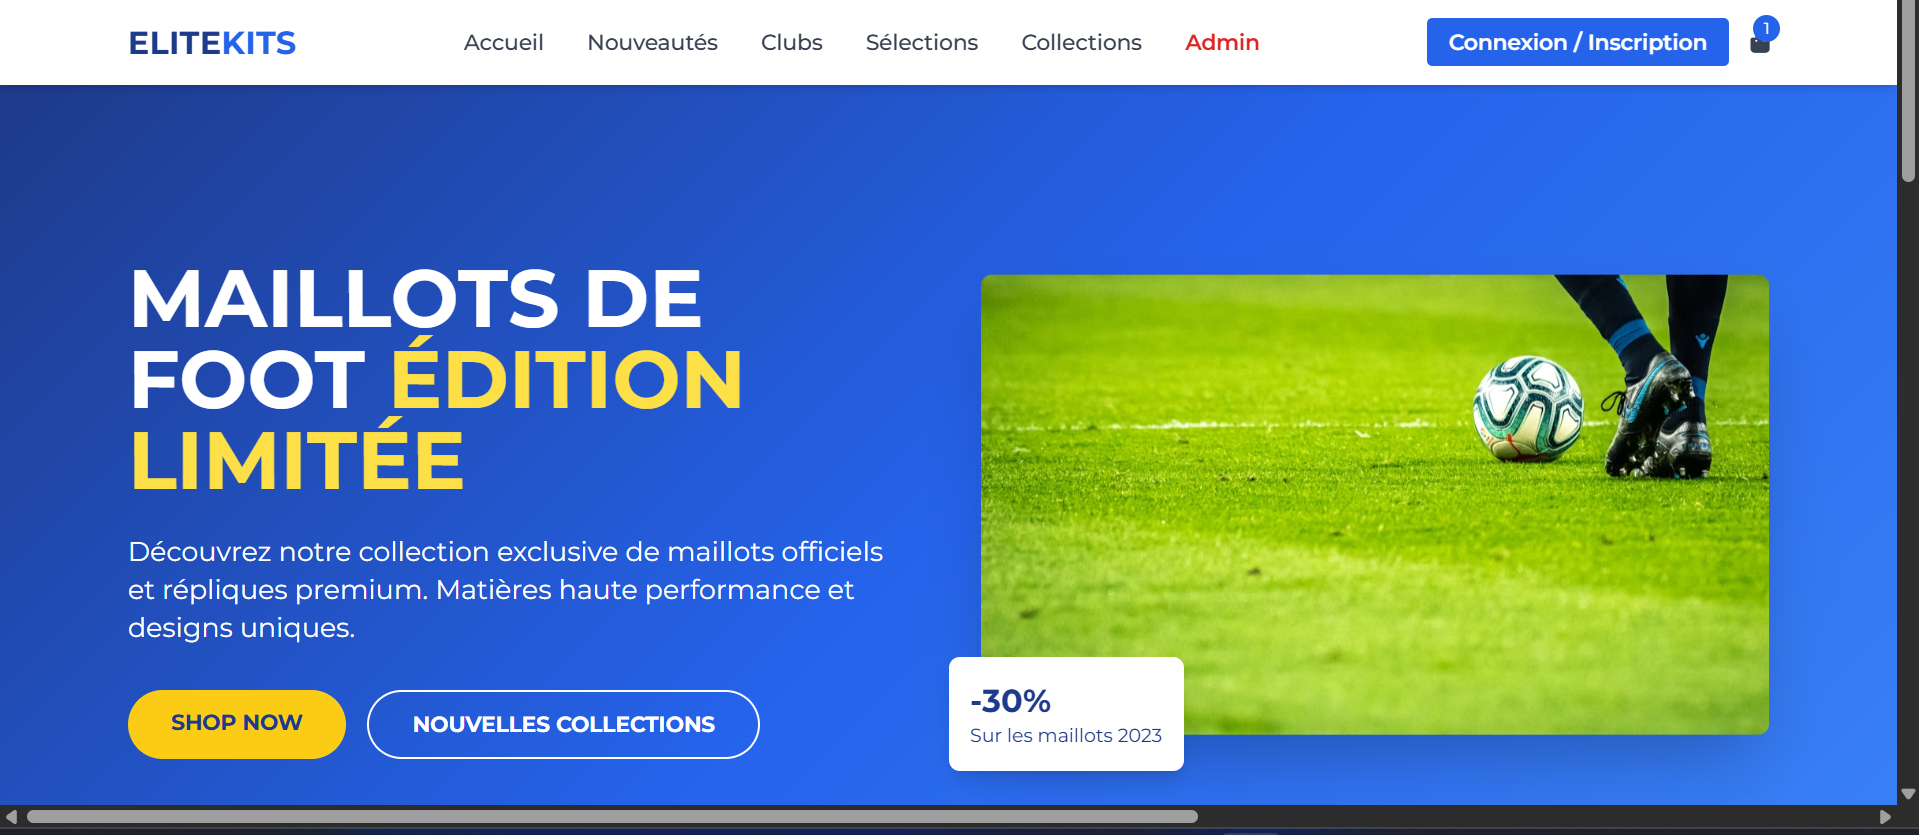 ELITEKITS
Accueil
Nouveautés
Clubs
Sélections
Collections
Admin
Connexion / Inscription
1
MAILLOTS DE
FOOT ÉDITION
LIMITÉE
Découvrez notre collection exclusive de maillots officiels
et répliques premium. Matières haute performance et
designs uniques.
SHOP NOW
NOUVELLES COLLECTIONS
-30%
Sur les maillots 2023